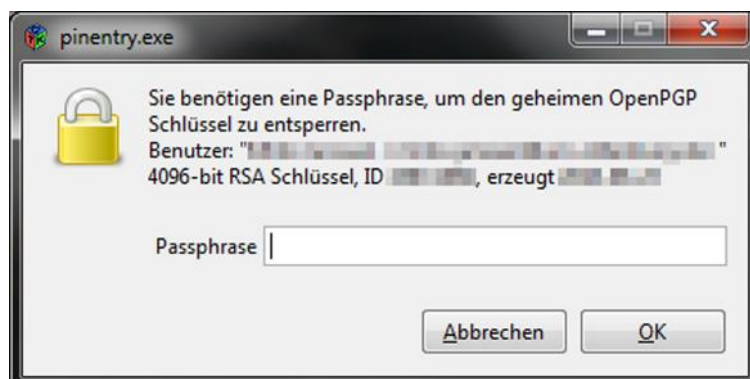 pinentry.exe
Sie benötigen eine Passphrase, um den geheimen OpenPGP
Schlüssel zu entsperren.
Benutzer: " "
4096-bit RSA Schlüssel, ID , erzeugt
Passphrase
Abbrechen OK